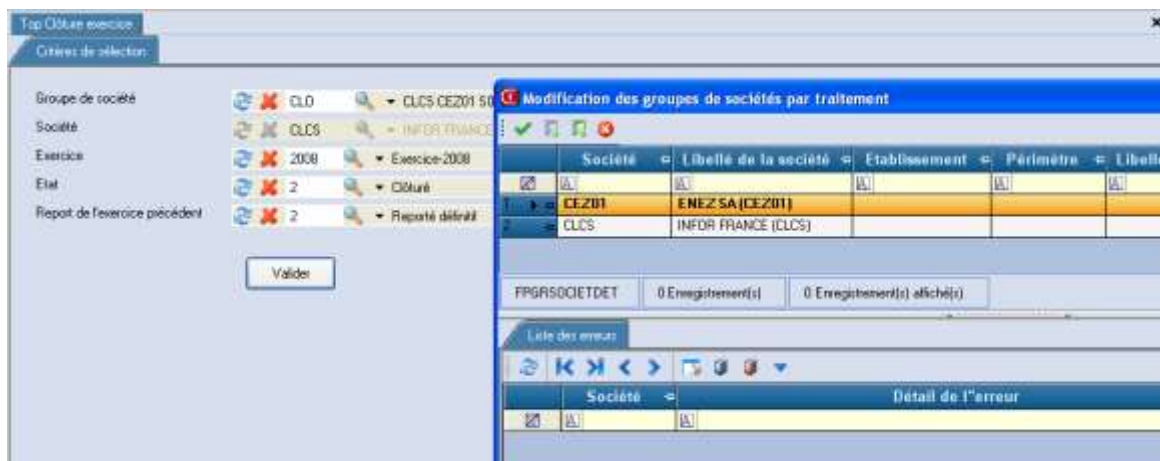 Top Clôture exercice
Critères de sélection
Groupe de société CLO CLCS CEZ01 SO
Société CLCS INFOR FRANCE
Exercice 2008 Exercice-2008
Etat 2 Clôturé
Report de l'exercice précédent 2 Reporté définitif
Valider
Modification des groupes de sociétés par traitement
Société Libellé de la société Etablissement Périmètre Libellé
1 CEZ01 ENEZ SA (CEZ01)
2 CLCS INFOR FRANCE (CLCS)
FPGRSOCIETDET 0 Enregistrement(s) 0 Enregistrement(s) affiché(s)
Liste des erreurs
Société Détail de l''erreur